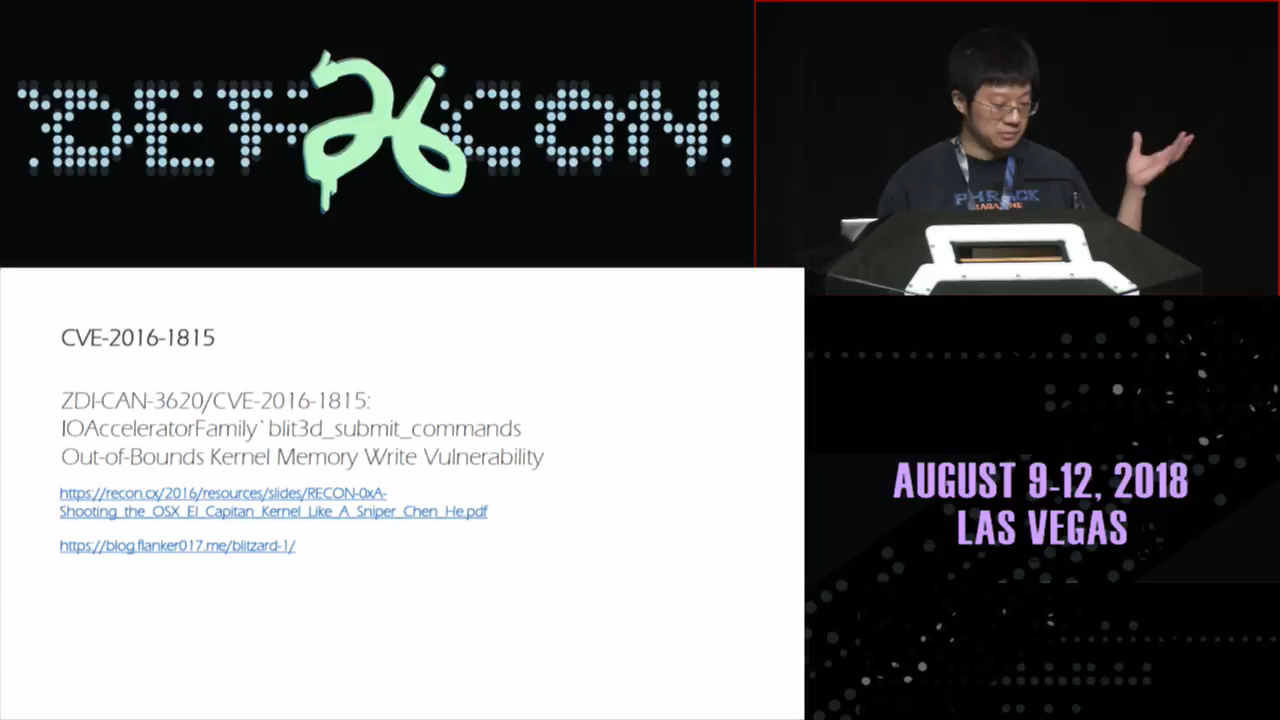 DEF 26 CON
PHRACK
MAGAZINE
CVE-2016-1815
ZDI-CAN-3620/CVE-2016-1815:
IOAcceleratorFamily`blit3d_submit_commands
Out-of-Bounds Kernel Memory Write Vulnerability
https://recon.cx/2016/resources/slides/RECON-0xA-
Shooting_the_OSX_El_Capitan_Kernel_Like_A_Sniper_Chen_He.pdf
https://blog.flanker017.me/blitzard-1/
AUGUST 9-12, 2018
LAS VEGAS